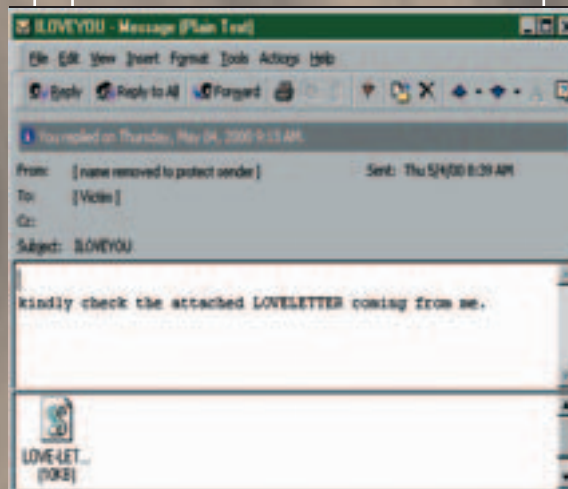 ILOVEYOU - Message (Plain Text)
File Edit View Insert Format Tools Actions Help
Reply Reply to All Forward
You replied on Thursday, May 04, 2000 9:13 AM.
From: [name removed to protect sender] Sent: Thu 5/4/00 8:39 AM
To: [Victim]
Cc:
Subject: ILOVEYOU
kindly check the attached LOVELETTER coming from me.
LOVE-LET...
(10KB)